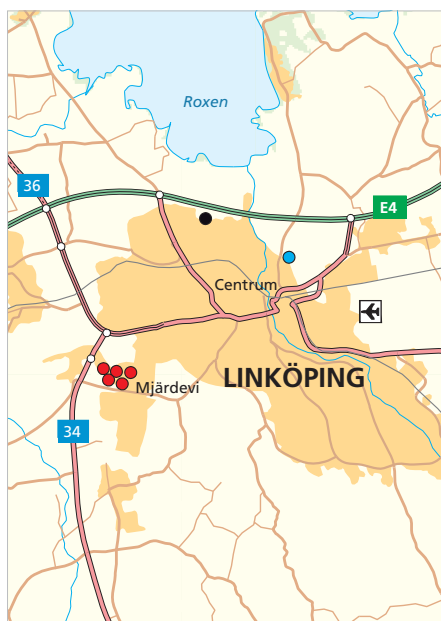 Roxen
36
E4
Centrum
LINKÖPING
Mjärdevi
34